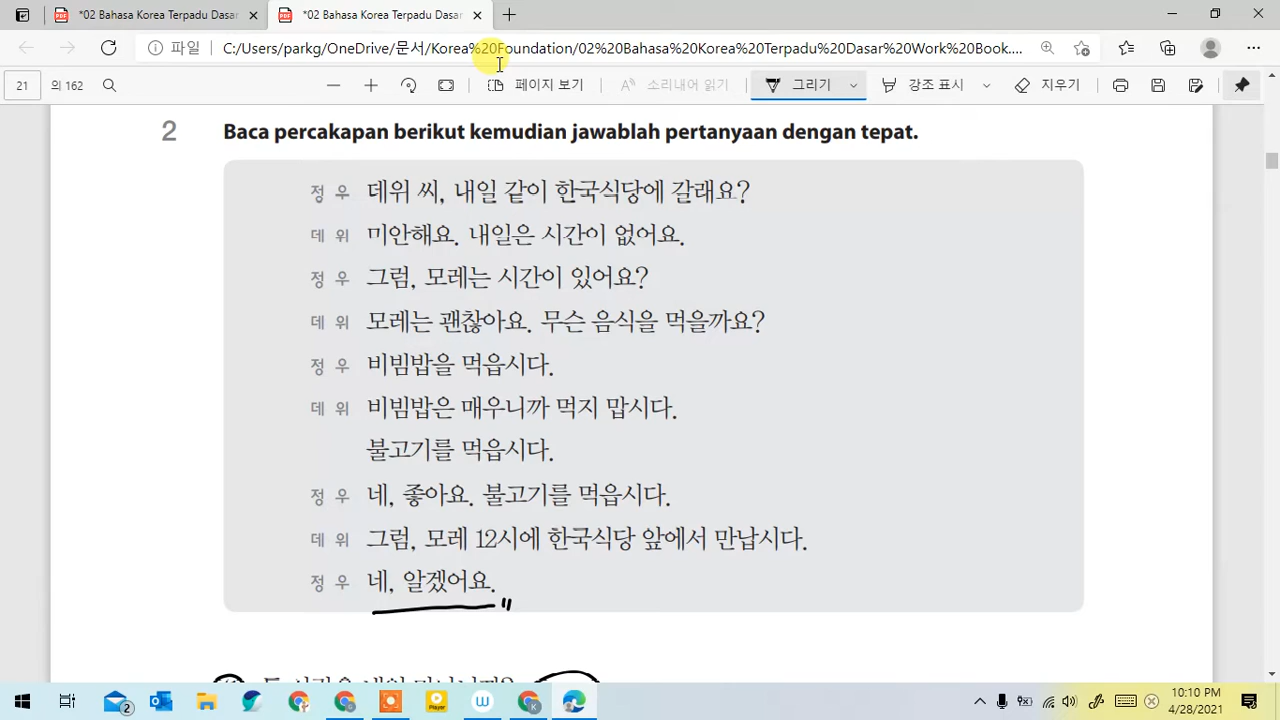 *02 Bahasa Korea Terpadu Dasar
*02 Bahasa Korea Terpadu Dasar
파일 C:/Users/parkg/OneDrive/문서/Korea%20Foundation/02%20Bahasa%20Korea%20Terpadu%20Dasar%20Work%20Book....
21 의 162 페이지 보기 소리내어 읽기 그리기 강조 표시 지우기
2 Baca percakapan berikut kemudian jawablah pertanyaan dengan tepat.
정 우 데위 씨, 내일 같이 한국식당에 갈래요?
데 위 미안해요. 내일은 시간이 없어요.
정 우 그럼, 모레는 시간이 있어요?
데 위 모레는 괜찮아요. 무슨 음식을 먹을까요?
정 우 비빔밥을 먹읍시다.
데 위 비빔밥은 매우니까 먹지 맙시다.
불고기를 먹읍시다.
정 우 네, 좋아요. 불고기를 먹읍시다.
데 위 그럼, 모레 12시에 한국식당 앞에서 만납시다.
정 우 네, 알겠어요.
10:10 PM
4/28/2021